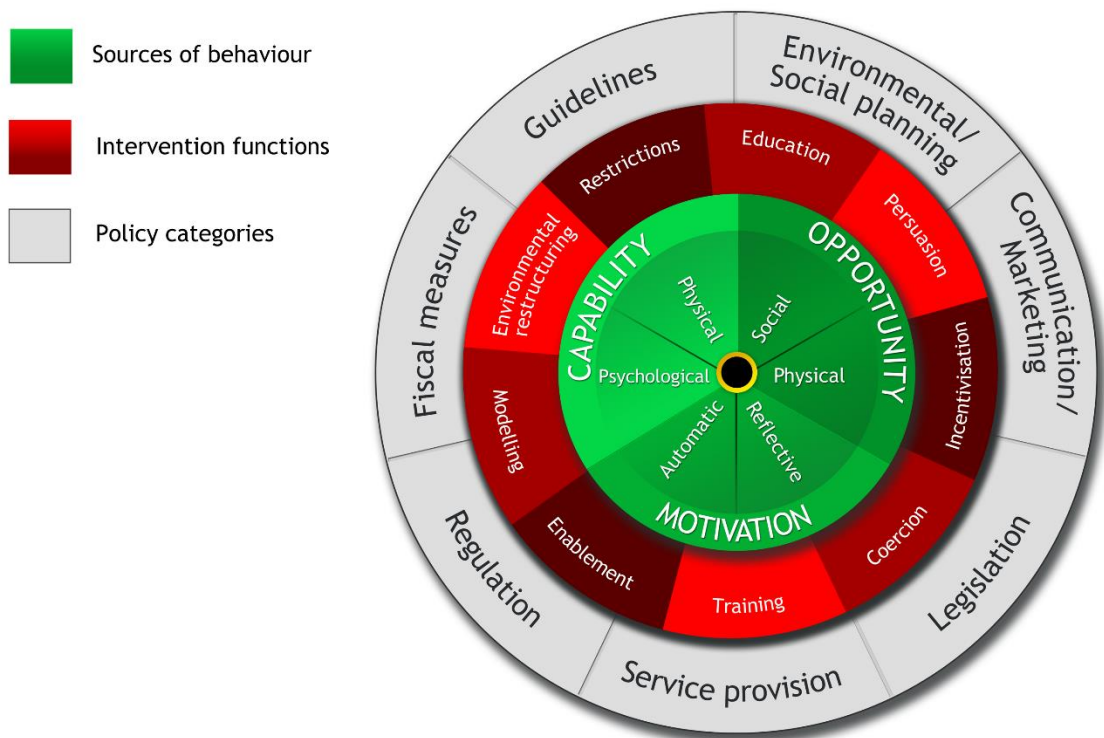 Sources of behaviour
Intervention functions
Policy categories
Guidelines
Environmental/
Social planning
Communication/
Marketing
Legislation
Service provision
Regulation
Fiscal measures
Restrictions
Education
Persuasion
Incentivisation
Coercion
Training
Enablement
Modelling
Environmental
restructuring
CAPABILITY
OPPORTUNITY
MOTIVATION
Physical
Social
Psychological
Physical
Automatic
Reflective